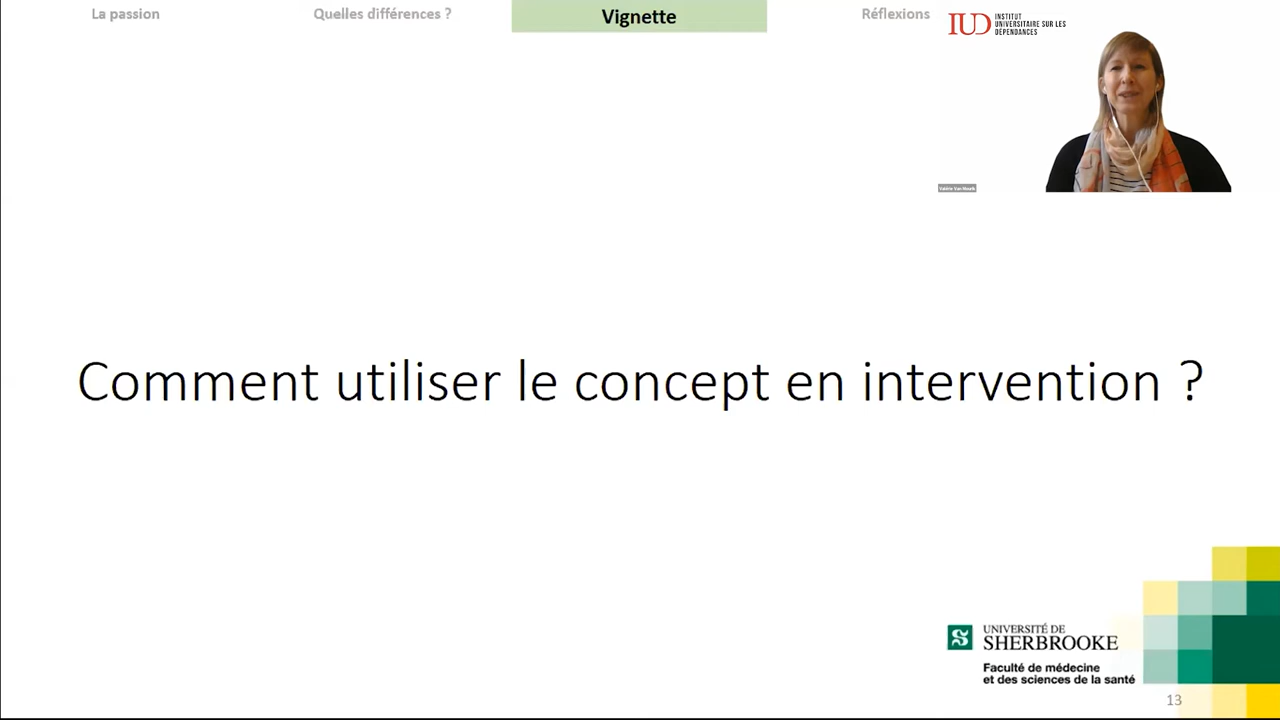 La passion
Quelles différences ?
Vignette
Réflexions
IUD
INSTITUT
UNIVERSITAIRE SUR LES
DÉPENDANCES
Comment utiliser le concept en intervention ?
UNIVERSITÉ DE
SHERBROOKE
Faculté de médecine
et des sciences de la santé
13